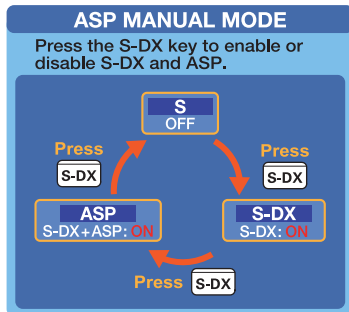 ASP MANUAL MODE
Press the S-DX key to enable or
disable S-DX and ASP.
S
OFF
Press
S-DX
Press
S-DX
ASP
S-DX+ASP: ON
S-DX
S-DX: ON
Press S-DX